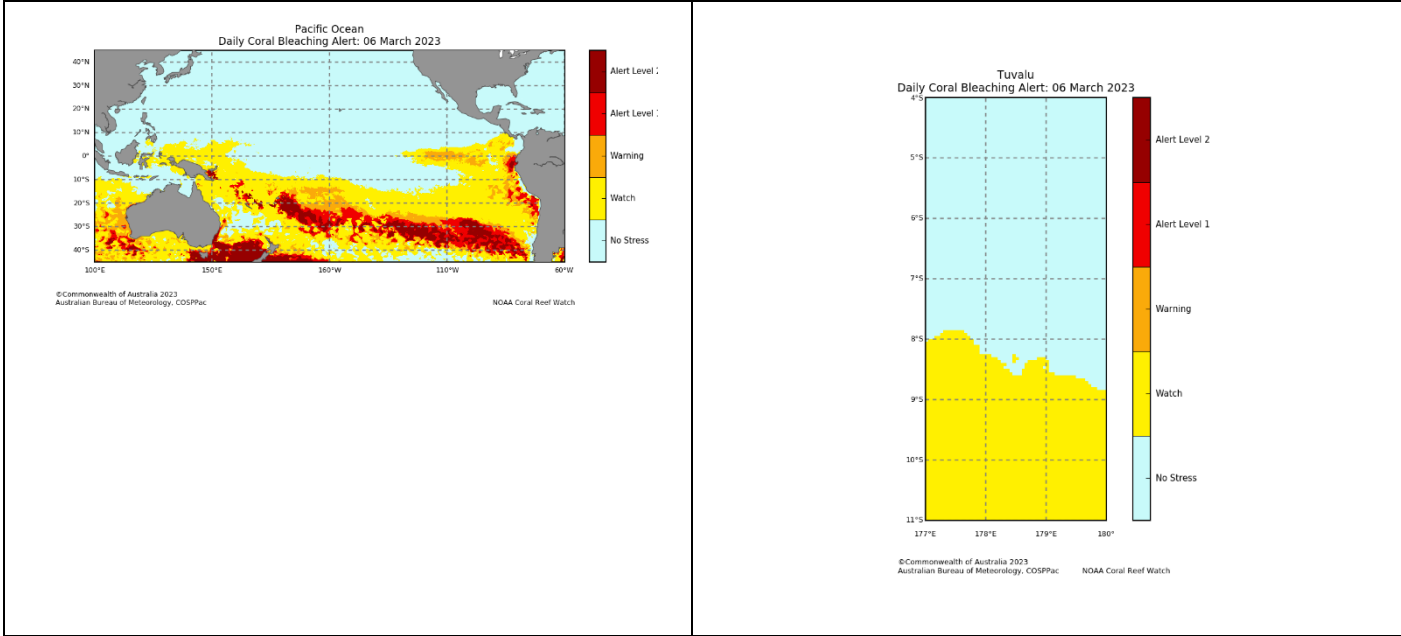 Pacific Ocean
Daily Coral Bleaching Alert: 06 March 2023
40°N
30°N
20°N
10°N
0°
10°S
20°S
30°S
40°S
100°E 150°E 160°W 110°W 60°W
Alert Level
Alert Level
Warning
Watch
No Stress
©Commonwealth of Australia 2023
Australian Bureau of Meteorology, COSPPac NOAA Coral Reef Watch
Tuvalu
Daily Coral Bleaching Alert: 06 March 2023
4°S
5°S
6°S
7°S
8°S
9°S
10°S
11°S
177°E 178°E 179°E 180°
Alert Level 2
Alert Level 1
Warning
Watch
No Stress
©Commonwealth of Australia 2023
Australian Bureau of Meteorology, COSPPac NOAA Coral Reef Watch